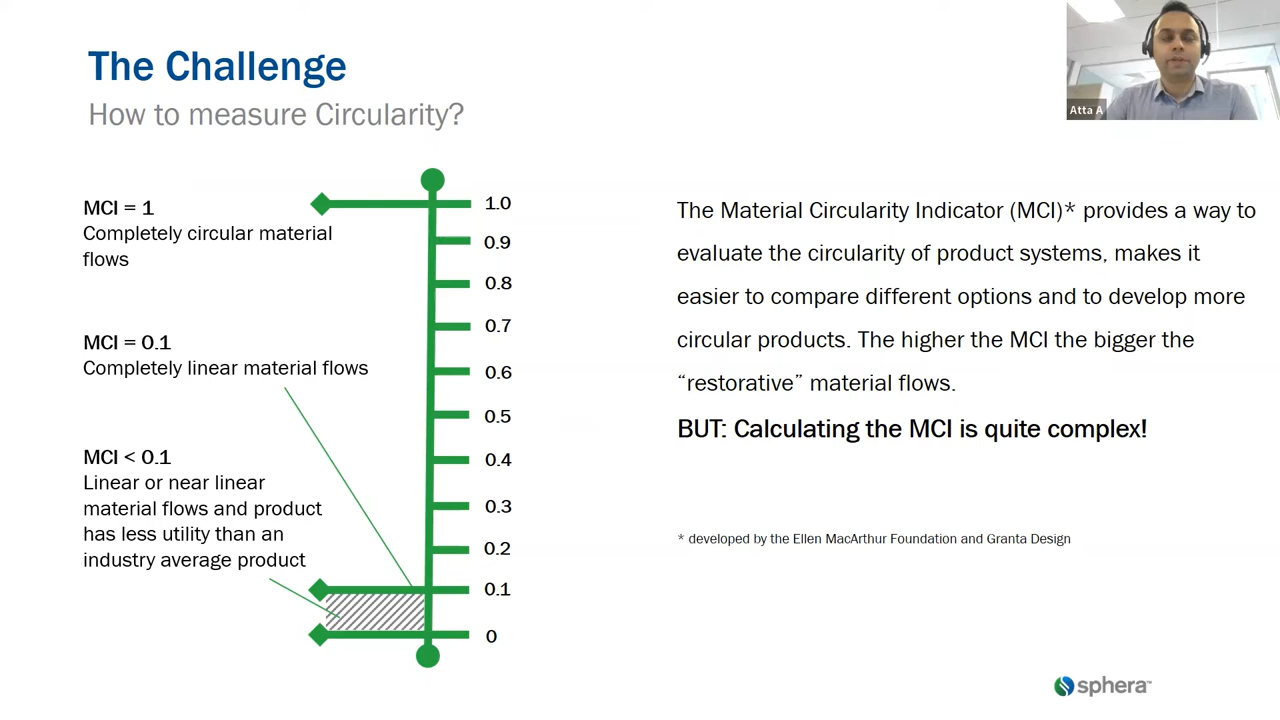 The Challenge
How to measure Circularity?
Atta A
MCI = 1
Completely circular material
flows
MCI = 0.1
Completely linear material flows
MCI < 0.1
Linear or near linear
material flows and product
has less utility than an
industry average product
1.0
0.9
0.8
0.7
0.6
0.5
0.4
0.3
0.2
0.1
0
The Material Circularity Indicator (MCI)* provides a way to
evaluate the circularity of product systems, makes it
easier to compare different options and to develop more
circular products. The higher the MCI the bigger the
“restorative” material flows.
BUT: Calculating the MCI is quite complex!
* developed by the Ellen MacArthur Foundation and Granta Design
sphera™